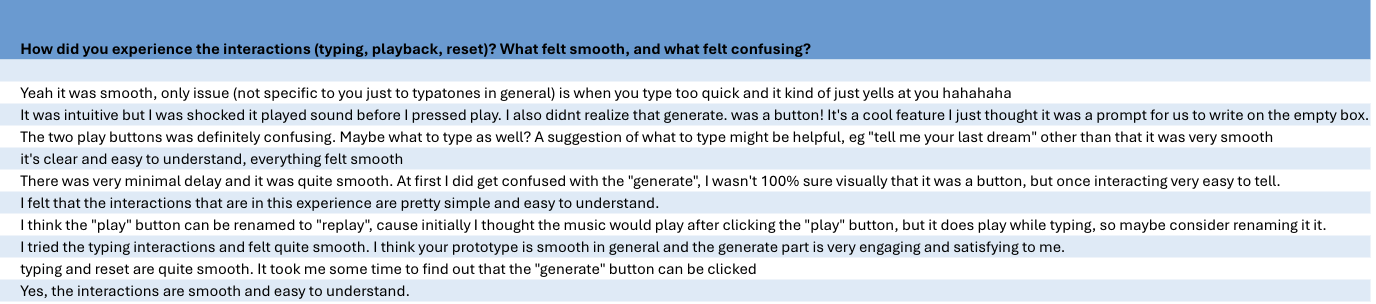 How did you experience the interactions (typing, playback, reset)? What felt smooth, and what felt confusing?
Yeah it was smooth, only issue (not specific to you just to typatones in general) is when you type too quick and it kind of just yells at you hahahaha
It was intuitive but I was shocked it played sound before I pressed play. I also didnt realize that generate. was a button! It's a cool feature I just thought it was a prompt for us to write on the empty box.
The two play buttons was definitely confusing. Maybe what to type as well? A suggestion of what to type might be helpful, eg "tell me your last dream" other than that it was very smooth
it's clear and easy to understand, everything felt smooth
There was very minimal delay and it was quite smooth. At first I did get confused with the "generate", I wasn't 100% sure visually that it was a button, but once interacting very easy to tell.
I felt that the interactions that are in this experience are pretty simple and easy to understand.
I think the "play" button can be renamed to "replay", cause initially I thought the music would play after clicking the "play" button, but it does play while typing, so maybe consider renaming it it.
I tried the typing interactions and felt quite smooth. I think your prototype is smooth in general and the generate part is very engaging and satisfying to me.
typing and reset are quite smooth. It took me some time to find out that the "generate" button can be clicked
Yes, the interactions are smooth and easy to understand.